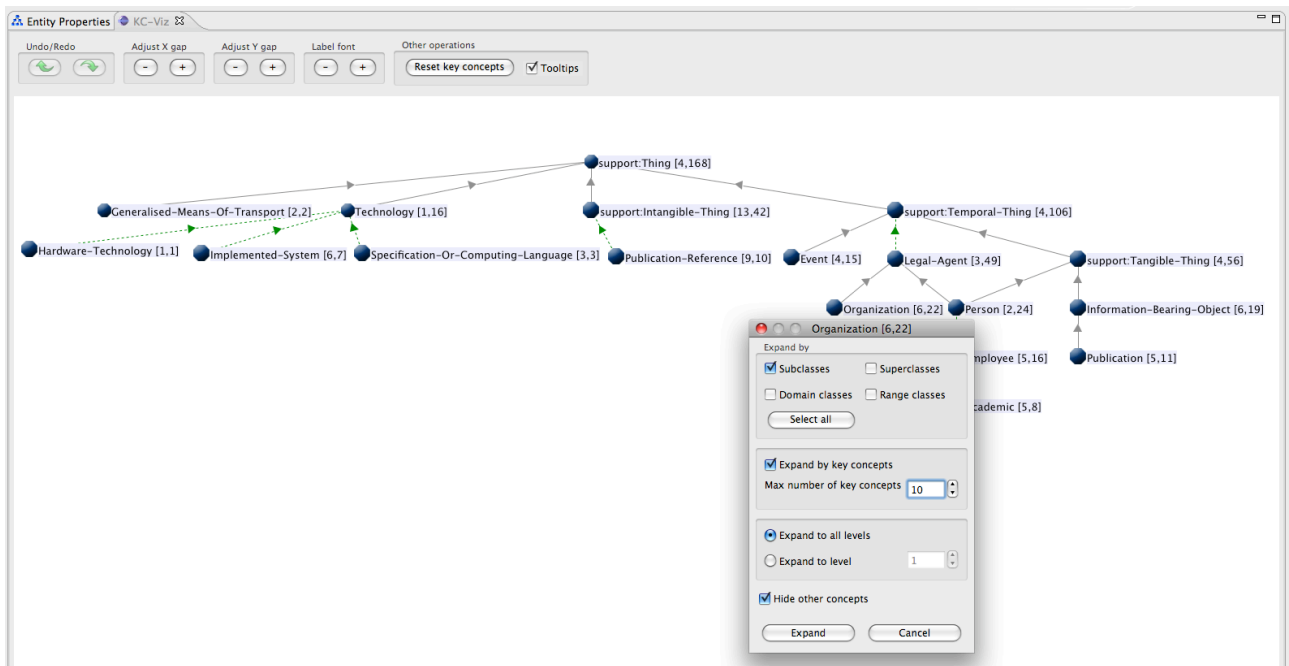 Entity Properties
KC-Viz
Undo/Redo
Adjust X gap
Adjust Y gap
Label font
Other operations
- +
- +
- +
Reset key concepts
Tooltips
support:Thing [4,168]
Generalised-Means-Of-Transport [2,2]
Technology [1,16]
support:Intangible-Thing [13,42]
support:Temporal-Thing [4,106]
Hardware-Technology [1,1]
Implemented-System [6,7]
Specification-Or-Computing-Language [3,3]
Publication-Reference [9,10]
Event [4,15]
Legal-Agent [3,49]
support:Tangible-Thing [4,56]
Organization [6,22]
Person [2,24]
Information-Bearing-Object [6,19]
mployee [5,16]
Publication [5,11]
cademic [5,8]
Organization [6,22]
Expand by
Subclasses
Superclasses
Domain classes
Range classes
Select all
Expand by key concepts
Max number of key concepts 10
Expand to all levels
Expand to level 1
Hide other concepts
Expand
Cancel